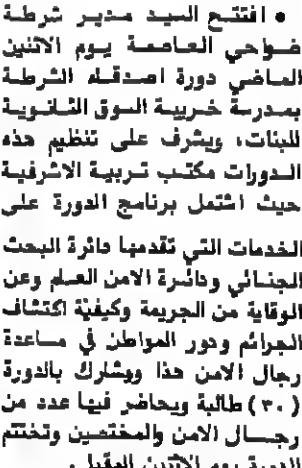 • افتتح السيد مدير شرطة
ضواحي العاصمة يوم الاثنين
الماضي دورة اصدقاء الشرطة
بمدرسة خريبة السوق الثانوية
للبنات، ويشرف على تنظيم هذه
الدورات مكتب تربية الاشرفية
حيث اشتمل برنامج الدورة على
الخدمات التي تقدمها دائرة البحث
الجنائي ودائرة الامن العام وعن
الوقاية من الجريمة وكيفية اكتشاف
الجرائم ودور المواطن في مساعدة
رجال الامن هذا ويشارك بالدورة
(٣٠) طالبة ويحاضر فيها عدد من
رجال الامن والمختصين وتختتم
الدورة يوم الاثنين المقبل.